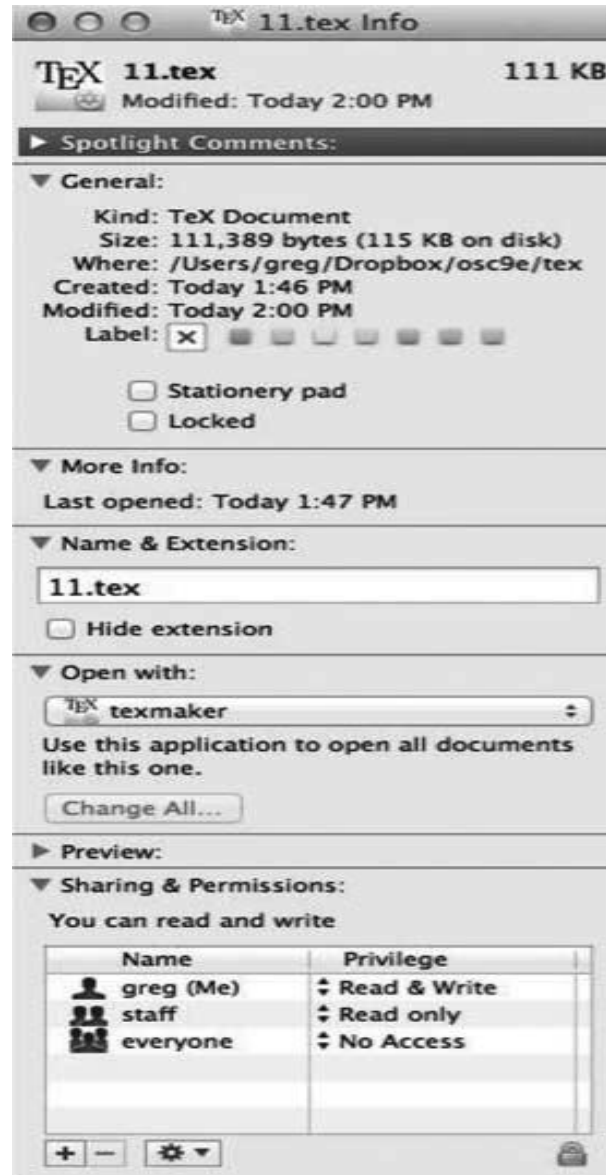 TEX 11.tex Info
TEX 11.tex 111 KB
Modified: Today 2:00 PM
Spotlight Comments:
General:
Kind: TeX Document
Size: 111,389 bytes (115 KB on disk)
Where: /Users/greg/Dropbox/osc9e/tex
Created: Today 1:46 PM
Modified: Today 2:00 PM
Label:
Stationery pad
Locked
More Info:
Last opened: Today 1:47 PM
Name & Extension:
11.tex
Hide extension
Open with:
TEX texmaker
Use this application to open all documents
like this one.
Change All...
Preview:
Sharing & Permissions:
You can read and write
Name Privilege
greg (Me) Read & Write
staff Read only
everyone No Access